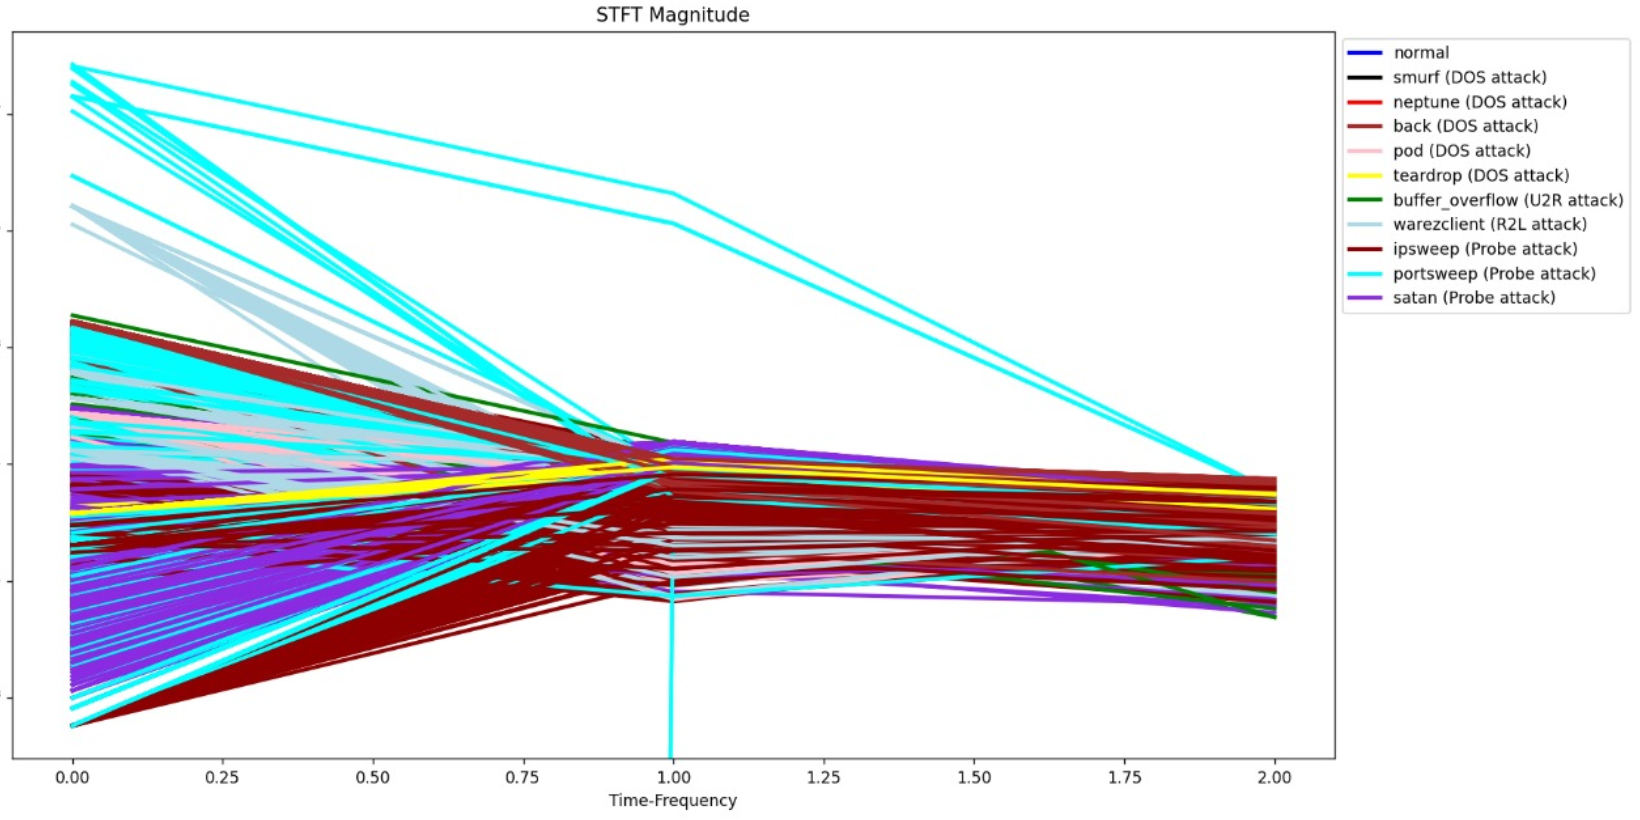 STFT Magnitude
normal
smurf (DOS attack)
neptune (DOS attack)
back (DOS attack)
pod (DOS attack)
teardrop (DOS attack)
buffer_overflow (U2R attack)
warezclient (R2L attack)
ipsweep (Probe attack)
portsweep (Probe attack)
satan (Probe attack)
0.00 0.25 0.50 0.75 1.00 1.25 1.50 1.75 2.00
Time-Frequency